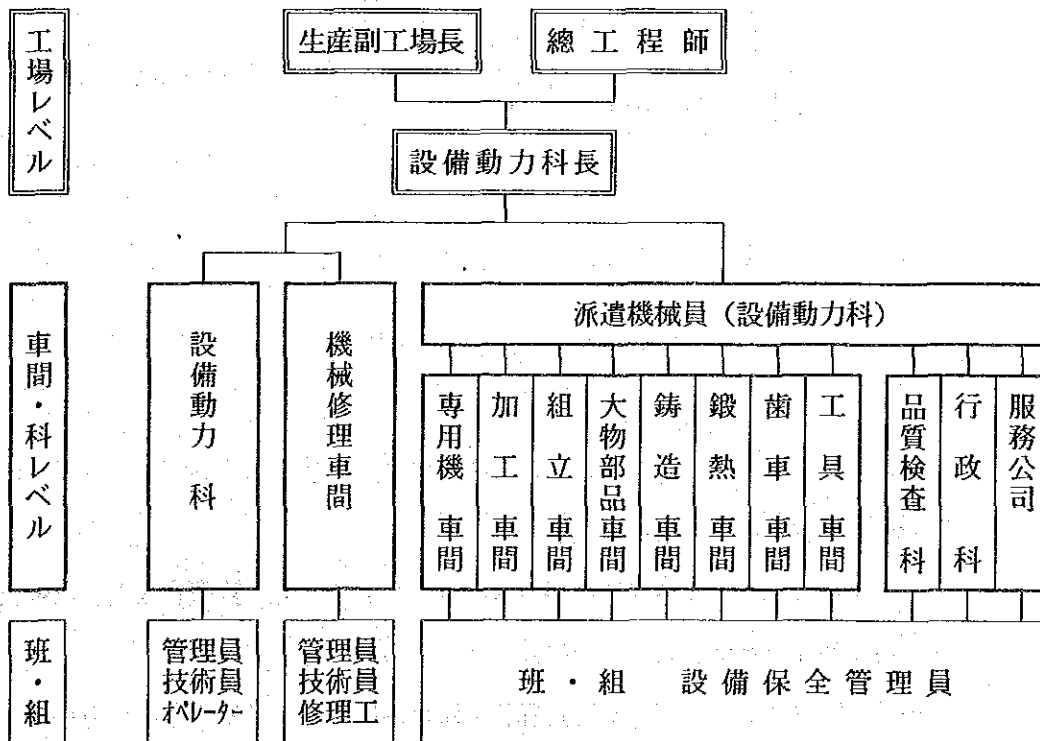 工場レベル
生産副工場長
總工程師
設備動力科長
車間・科レベル
設備動力科
機械修理車間
派遣機械員（設備動力科）
専用機車間
加工車間
組立車間
大物部品車間
鋳造車間
鍛熱車間
歯車車間
工具車間
品質検査科
行政科
服務公司
班・組
管理員
技術員
オペレーター
管理員
技術員
修理工
班・組 設備保全管理員